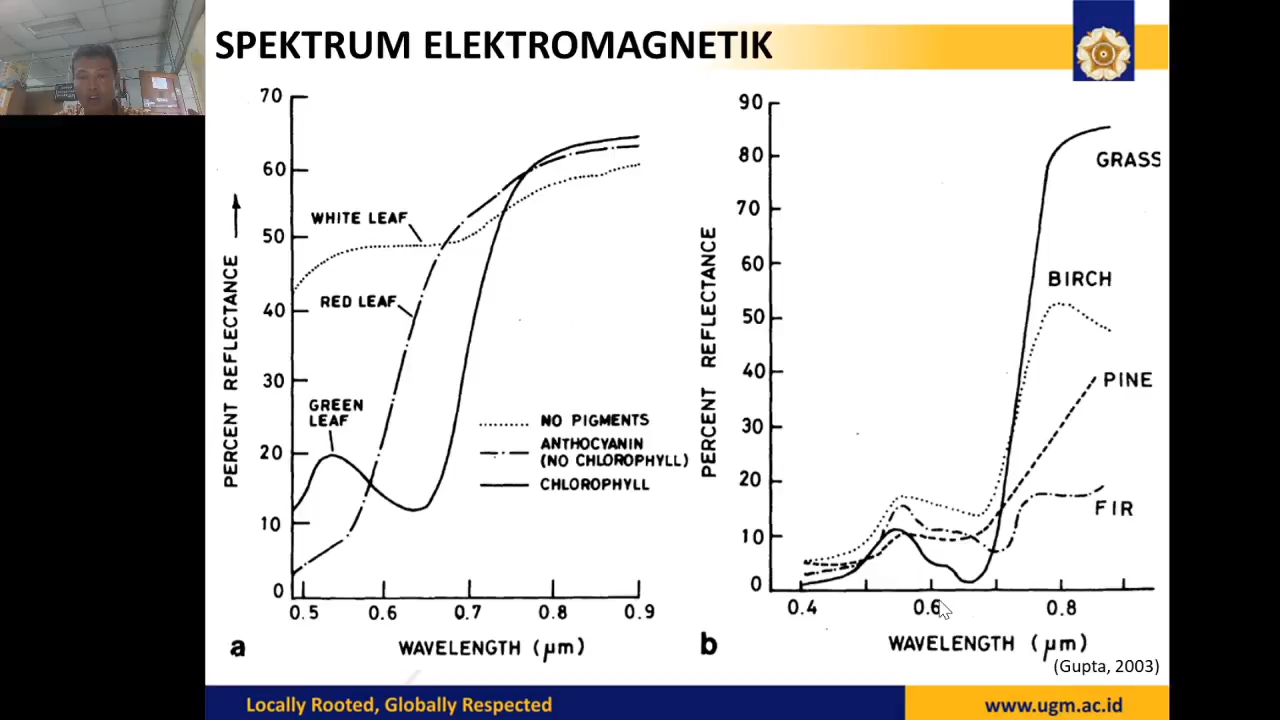 SPEKTRUM ELEKTROMAGNETIK
70
60
50
40
30
20
10
0
PERCENT REFLECTANCE
WHITE LEAF
RED LEAF
GREEN
LEAF
NO PIGMENTS
ANTHOCYANIN
(NO CHLOROPHYLL)
CHLOROPHYLL
0.5 0.6 0.7 0.8 0.9
WAVELENGTH (μm)
a
90
80
70
60
50
40
30
20
10
0
PERCENT REFLECTANCE
GRASS
BIRCH
PINE
FIR
0.4 0.6 0.8
WAVELENGTH (μm)
b
(Gupta, 2003)
Locally Rooted, Globally Respected
www.ugm.ac.id